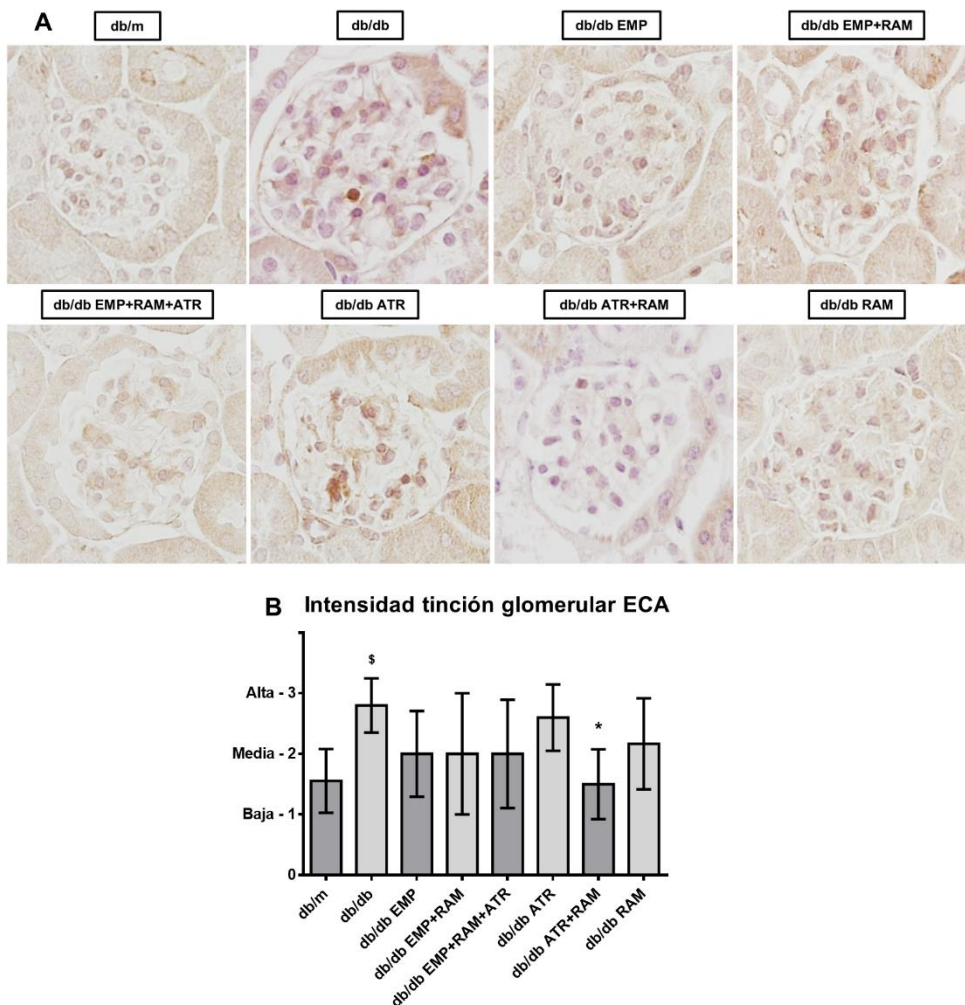 A
db/m
db/db
db/db EMP
db/db EMP+RAM
db/db EMP+RAM+ATR
db/db ATR
db/db ATR+RAM
db/db RAM
B Intensidad tinción glomerular ECA
Alta - 3
Media - 2
Baja - 1
0
$
*
db/m
db/db
db/db EMP
db/db EMP+RAM
db/db EMP+RAM+ATR
db/db ATR
db/db ATR+RAM
db/db RAM